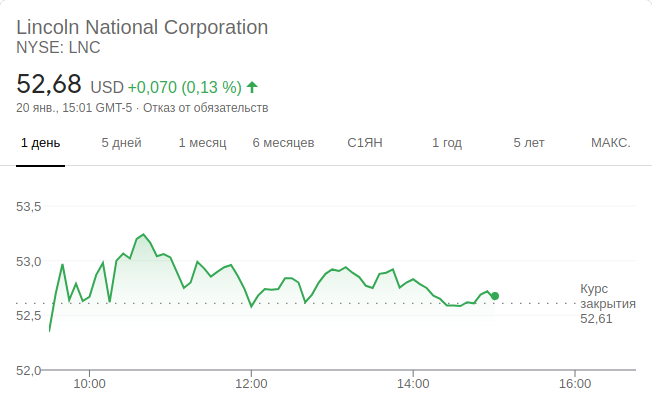 Lincoln National Corporation
NYSE: LNC
52,68 USD +0,070 (0,13 %)
20 янв., 15:01 GMT-5 · Отказ от обязательств
1 день 5 дней 1 месяц 6 месяцев С1ЯН 1 год 5 лет МАКС.
53,5
53,0
Курс
закрытия
52,61
52,5
52,0
10:00 12:00 14:00 16:00